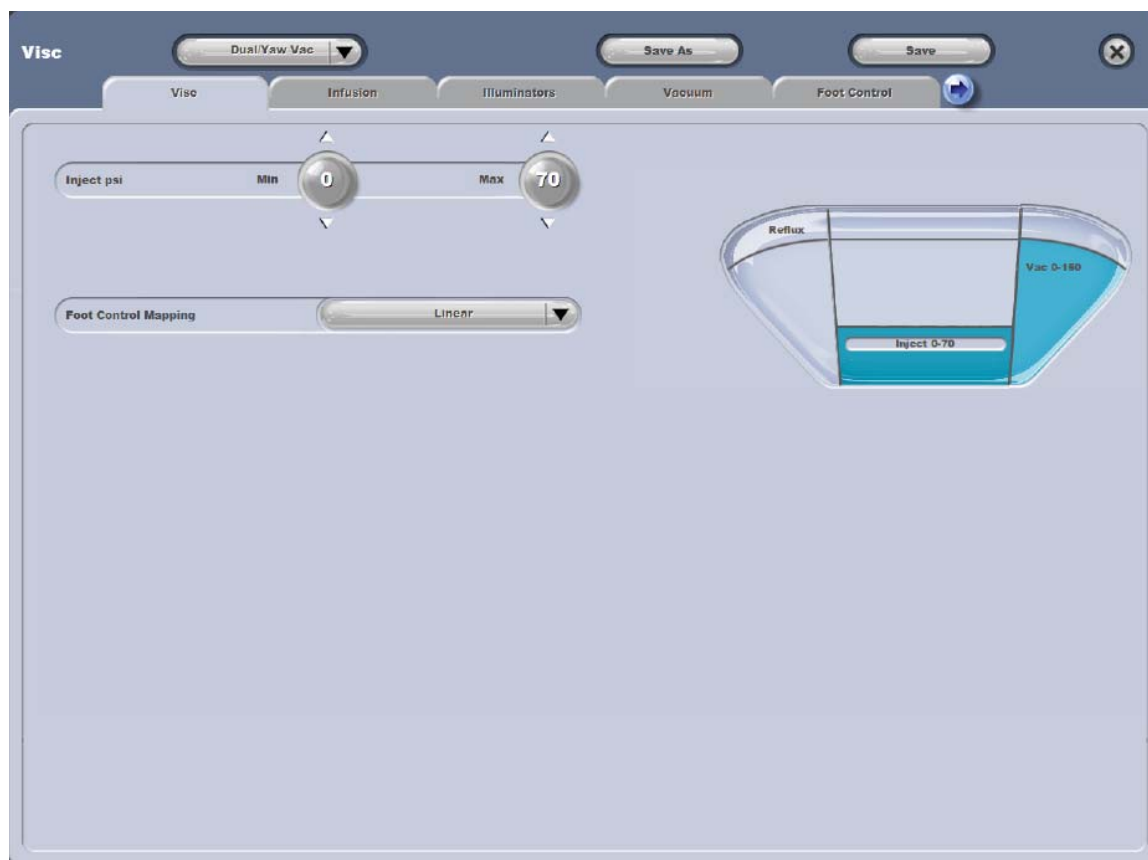 Visc
Dual/Yaw Vac
Save As
Save
Visc
Infusion
Illuminators
Vacuum
Foot Control
Inject psi Min 0 Max 70
Reflux
Vac 0-150
Inject 0-70
Foot Control Mapping Linear